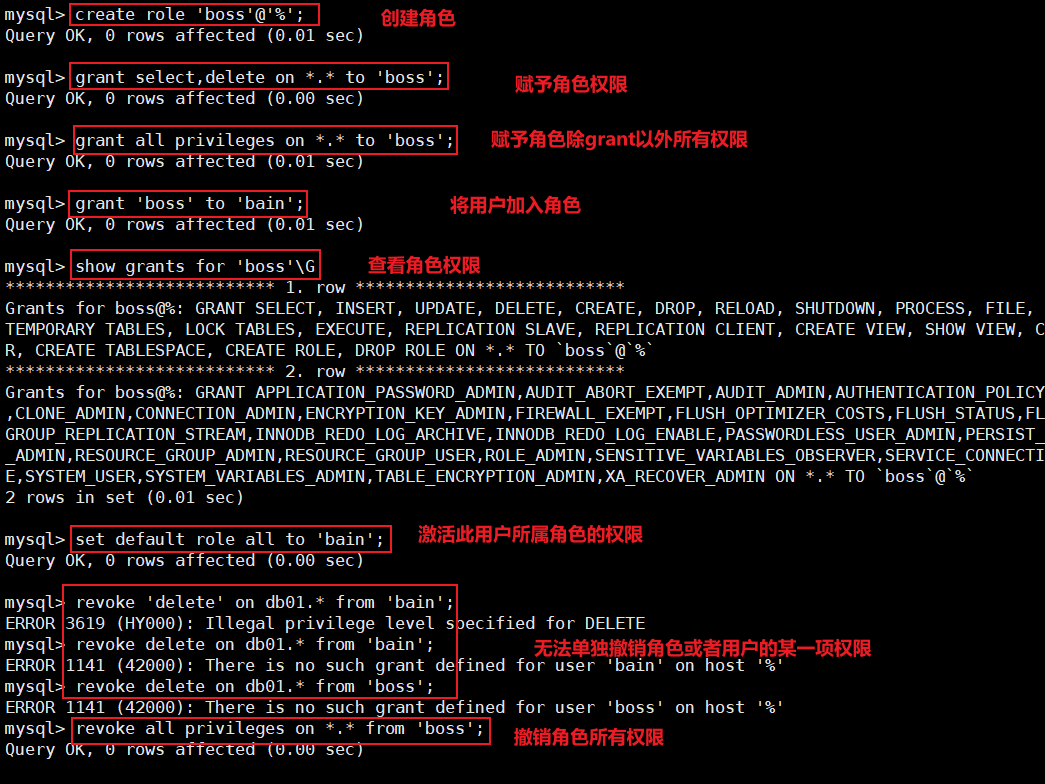 mysql> create role 'boss'@'%'; 创建角色
Query OK, 0 rows affected (0.01 sec)
mysql> grant select,delete on *.* to 'boss'; 赋予角色权限
Query OK, 0 rows affected (0.00 sec)
mysql> grant all privileges on *.* to 'boss'; 赋予角色除grant以外所有权限
Query OK, 0 rows affected (0.01 sec)
mysql> grant 'boss' to 'bain'; 将用户加入角色
Query OK, 0 rows affected (0.01 sec)
mysql> show grants for 'boss'\G 查看角色权限
*************************** 1. row ***************************
Grants for boss@%: GRANT SELECT, INSERT, UPDATE, DELETE, CREATE, DROP, RELOAD, SHUTDOWN, PROCESS, FILE,
TEMPORARY TABLES, LOCK TABLES, EXECUTE, REPLICATION SLAVE, REPLICATION CLIENT, CREATE VIEW, SHOW VIEW, C
R, CREATE TABLESPACE, CREATE ROLE, DROP ROLE ON *.* TO `boss`@`%`
*************************** 2. row ***************************
Grants for boss@%: GRANT APPLICATION_PASSWORD_ADMIN,AUDIT_ABORT_EXEMPT,AUDIT_ADMIN,AUTHENTICATION_POLICY
,CLONE_ADMIN,CONNECTION_ADMIN,ENCRYPTION_KEY_ADMIN,FIREWALL_EXEMPT,FLUSH_OPTIMIZER_COSTS,FLUSH_STATUS,FL
GROUP_REPLICATION_STREAM,INNODB_REDO_LOG_ARCHIVE,INNODB_REDO_LOG_ENABLE,PASSWORDLESS_USER_ADMIN,PERSIST_
_ADMIN,RESOURCE_GROUP_ADMIN,RESOURCE_GROUP_USER,ROLE_ADMIN,SENSITIVE_VARIABLES_OBSERVER,SERVICE_CONNECTI
E,SYSTEM_USER,SYSTEM_VARIABLES_ADMIN,TABLE_ENCRYPTION_ADMIN,XA_RECOVER_ADMIN ON *.* TO `boss`@`%`
2 rows in set (0.01 sec)
mysql> set default role all to 'bain'; 激活此用户所属角色的权限
Query OK, 0 rows affected (0.00 sec)
mysql> revoke 'delete' on db01.* from 'bain';
ERROR 3619 (HY000): Illegal privilege level specified for DELETE
mysql> revoke delete on db01.* from 'bain'; 无法单独撤销角色或者用户的某一项权限
ERROR 1141 (42000): There is no such grant defined for user 'bain' on host '%'
mysql> revoke delete on db01.* from 'boss';
ERROR 1141 (42000): There is no such grant defined for user 'boss' on host '%'
mysql> revoke all privileges on *.* from 'boss'; 撤销角色所有权限
Query OK, 0 rows affected (0.00 sec)